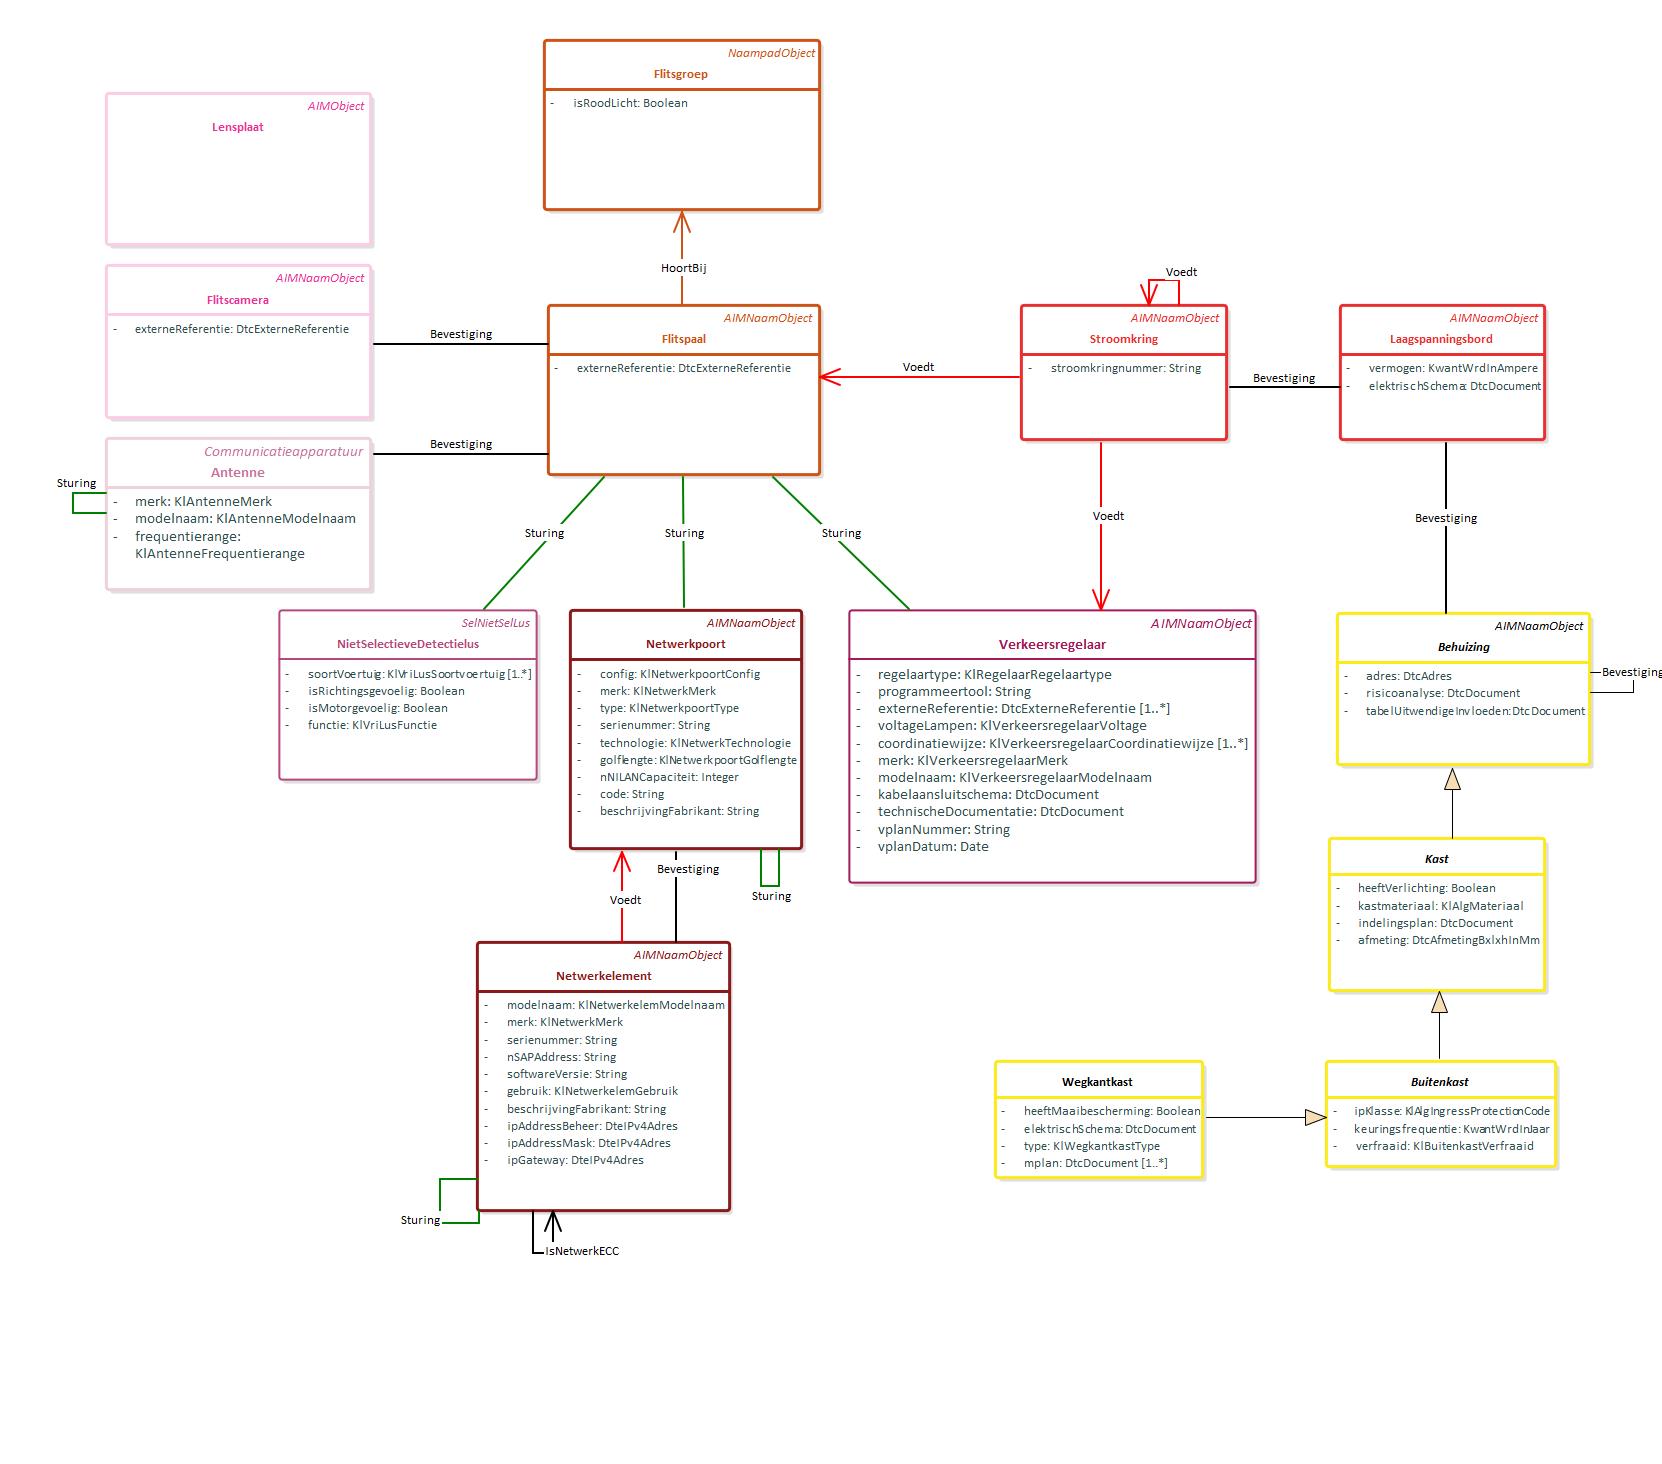 NaampadObject
Flitsgroep
- isRoodLicht: Boolean
AIMObject
Lensplaat
HoortBij
AIMNaamObject
Flitscamera
- externeReferentie: DtcExterneReferentie
Bevestiging
AIMNaamObject
Flitspaal
- externeReferentie: DtcExterneReferentie
Voedt
Voedt
AIMNaamObject
Stroomkring
- stroomkringnummer: String
Bevestiging
AIMNaamObject
Laagspanningsbord
- vermogen: KwantWrdInAmpere
- elektrischSchema: DtcDocument
Communicatieapparatuur
Antenne
- merk: KlAntenneMerk
- modelnaam: KlAntenneModelnaam
- frequentierange:
KlAntenneFrequentierange
Sturing
Bevestiging
Sturing
Sturing
Sturing
Voedt
Bevestiging
SelNietSelLus
NietSelectieveDetectielus
- soortVoertuig: KlVriLusSoortvoertuig [1..*]
- isRichtingsgevoelig: Boolean
- isMotorgevoelig: Boolean
- functie: KlVriLusFunctie
AIMNaamObject
Netwerkpoort
- config: KlNetwerkpoortConfig
- merk: KlNetwerkMerk
- type: KlNetwerkpoortType
- serienummer: String
- technologie: KlNetwerkTechnologie
- golflengte: KlNetwerkpoortGolflengte
- nNILANCapaciteit: Integer
- code: String
- beschrijvingFabrikant: String
AIMNaamObject
Verkeersregelaar
- regelaartype: KlRegelaarRegelaartype
- programmeertool: String
- externeReferentie: DtcExterneReferentie [1..*]
- voltageLampen: KlVerkeersregelaarVoltage
- coordinatiewijze: KlVerkeersregelaarCoordinatiewijze [1..*]
- merk: KlVerkeersregelaarMerk
- modelnaam: KlVerkeersregelaarModelnaam
- kabelaansluitschema: DtcDocument
- technischeDocumentatie: DtcDocument
- vplanNummer: String
- vplanDatum: Date
AIMNaamObject
Behuizing
- adres: DtcAdres
- risicoanalyse: DtcDocument
- tabelUitwendigeInvloeden: DtcDocument
Bevestiging
Voedt
Bevestiging
Sturing
Kast
- heeftVerlichting: Boolean
- kastmateriaal: KlAlgMateriaal
- indelingsplan: DtcDocument
- afmeting: DtcAfmetingBxlxhInMm
AIMNaamObject
Netwerkelement
- modelnaam: KlNetwerkelemModelnaam
- merk: KlNetwerkMerk
- serienummer: String
- nSAPAddress: String
- softwareVersie: String
- gebruik: KlNetwerkelemGebruik
- beschrijvingFabrikant: String
- ipAddressBeheer: DteIPv4Adres
- ipAddressMask: DteIPv4Adres
- ipGateway: DteIPv4Adres
Sturing
IsNetwerkECC
Wegkantkast
- heeftMaaibescherming: Boolean
- elektrischSchema: DtcDocument
- type: KlWegkantkastType
- mplan: DtcDocument [1..*]
Buitenkast
- ipKlasse: KlAlgIngressProtectionCode
- keuringsfrequentie: KwantWrdInJaar
- verfraaid: KlBuitenkastVerfraaid